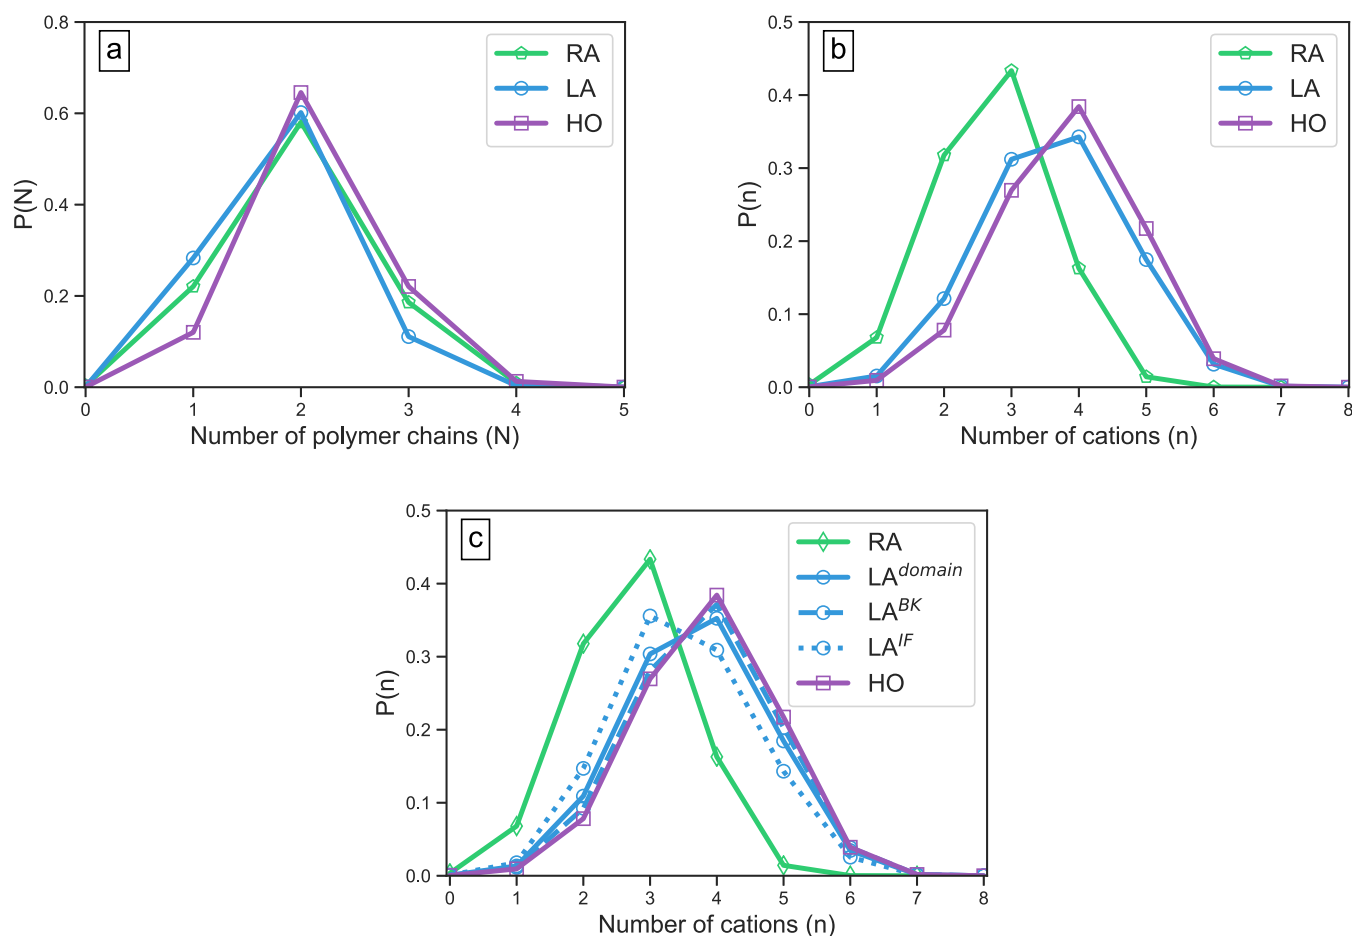 a
RA
LA
HO
0.8
0.6
0.4
0.2
0.0
P(N)
0 1 2 3 4 5
Number of polymer chains (N)
b
RA
LA
HO
0.5
0.4
0.3
0.2
0.1
0.0
P(n)
0 1 2 3 4 5 6 7 8
Number of cations (n)
c
RA
LA^domain
LA^BK
LA^IF
HO
0.5
0.4
0.3
0.2
0.1
0.0
P(n)
0 1 2 3 4 5 6 7 8
Number of cations (n)